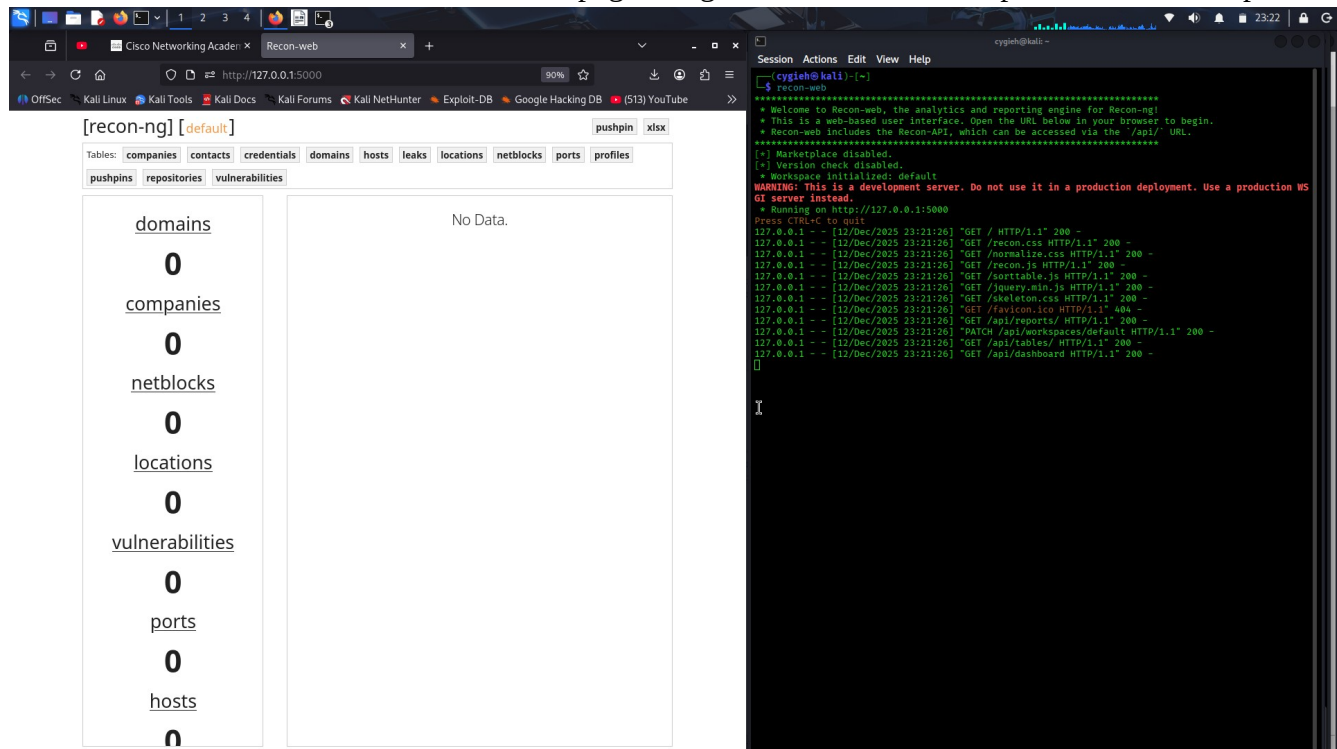 1 2 3 4
23:22
Cisco Networking Academ
Recon-web
http://127.0.0.1:5000
90%
OffSec Kali Linux Kali Tools Kali Docs Kali Forums Kali NetHunter Exploit-DB Google Hacking DB (513) YouTube
[recon-ng] [default]
pushpin xlsx
Tables: companies contacts credentials domains hosts leaks locations netblocks ports profiles
pushpins repositories vulnerabilities
domains
0
companies
0
netblocks
0
locations
0
vulnerabilities
0
ports
0
hosts
0
No Data.
cygieh@kali: ~
Session Actions Edit View Help
(cygieh㉿kali)-[~]
$ recon-web
*************************************************************************
* Welcome to Recon-web, the analytics and reporting engine for Recon-ng!
* This is a web-based user interface. Open the URL below in your browser to begin.
* Recon-web includes the Recon-API, which can be accessed via the `/api/` URL.
*************************************************************************
[*] Marketplace disabled.
[*] Version check disabled.
* Workspace initialized: default
WARNING: This is a development server. Do not use it in a production deployment. Use a production WS
GI server instead.
* Running on http://127.0.0.1:5000
Press CTRL+C to quit
127.0.0.1 - - [12/Dec/2025 23:21:26] "GET / HTTP/1.1" 200 -
127.0.0.1 - - [12/Dec/2025 23:21:26] "GET /recon.css HTTP/1.1" 200 -
127.0.0.1 - - [12/Dec/2025 23:21:26] "GET /normalize.css HTTP/1.1" 200 -
127.0.0.1 - - [12/Dec/2025 23:21:26] "GET /recon.js HTTP/1.1" 200 -
127.0.0.1 - - [12/Dec/2025 23:21:26] "GET /sorttable.js HTTP/1.1" 200 -
127.0.0.1 - - [12/Dec/2025 23:21:26] "GET /jquery.min.js HTTP/1.1" 200 -
127.0.0.1 - - [12/Dec/2025 23:21:26] "GET /skeleton.css HTTP/1.1" 200 -
127.0.0.1 - - [12/Dec/2025 23:21:26] "GET /favicon.ico HTTP/1.1" 404 -
127.0.0.1 - - [12/Dec/2025 23:21:26] "GET /api/reports/ HTTP/1.1" 200 -
127.0.0.1 - - [12/Dec/2025 23:21:26] "PATCH /api/workspaces/default HTTP/1.1" 200 -
127.0.0.1 - - [12/Dec/2025 23:21:26] "GET /api/tables/ HTTP/1.1" 200 -
127.0.0.1 - - [12/Dec/2025 23:21:26] "GET /api/dashboard HTTP/1.1" 200 -